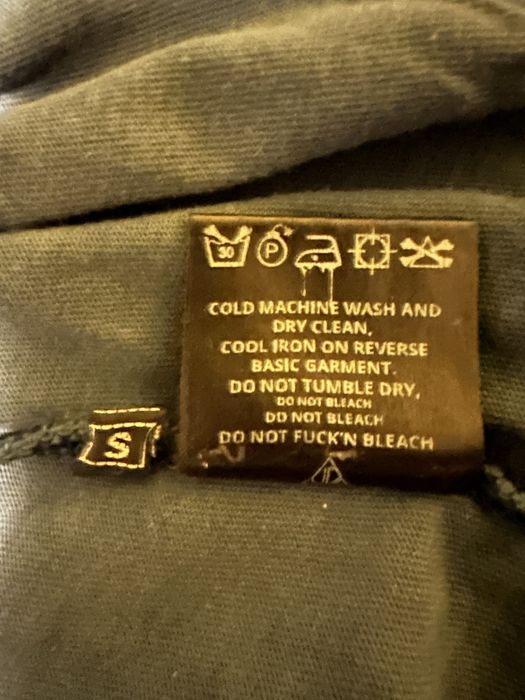 30 P
COLD MACHINE WASH AND
DRY CLEAN,
COOL IRON ON REVERSE
BASIC GARMENT.
DO NOT TUMBLE DRY,
DO NOT BLEACH
DO NOT BLEACH
DO NOT FUCK'N BLEACH
S